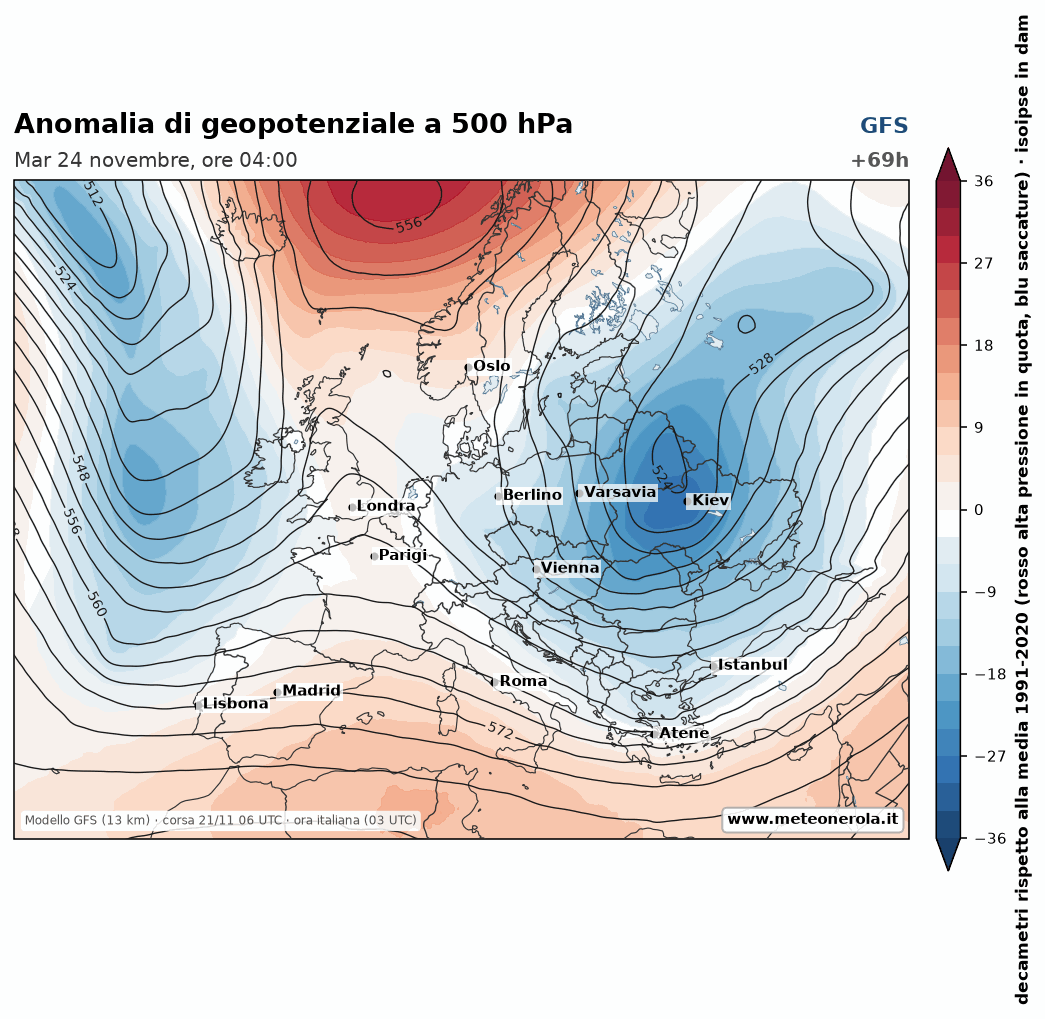 Anomalia di geopotenziale a 500 hPa
GFS
Mar 24 novembre, ore 04:00
+69h
512
556
524
528
548
556
524
560
572
Oslo
Berlino
Varsavia
Kiev
Londra
Parigi
Vienna
Istanbul
Roma
Madrid
Lisbona
Atene
Modello GFS (13 km) · corsa 21/11 06 UTC · ora italiana (03 UTC)
www.meteonerola.it
36
27
18
9
0
−9
−18
−27
−36
decametri rispetto alla media 1991-2020 (rosso alta pressione in quota, blu saccature) · isoipse in dam